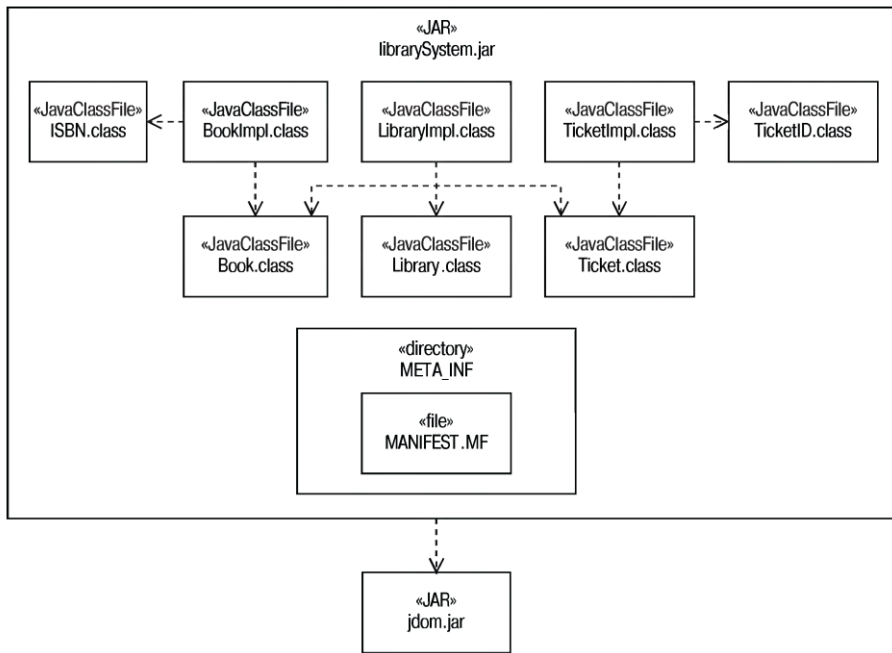 «JAR»
librarySystem.jar
«JavaClassFile»
ISBN.class
«JavaClassFile»
BookImpl.class
«JavaClassFile»
LibraryImpl.class
«JavaClassFile»
TicketImpl.class
«JavaClassFile»
TicketID.class
«JavaClassFile»
Book.class
«JavaClassFile»
Library.class
«JavaClassFile»
Ticket.class
«directory»
META_INF
«file»
MANIFEST.MF
«JAR»
jdom.jar